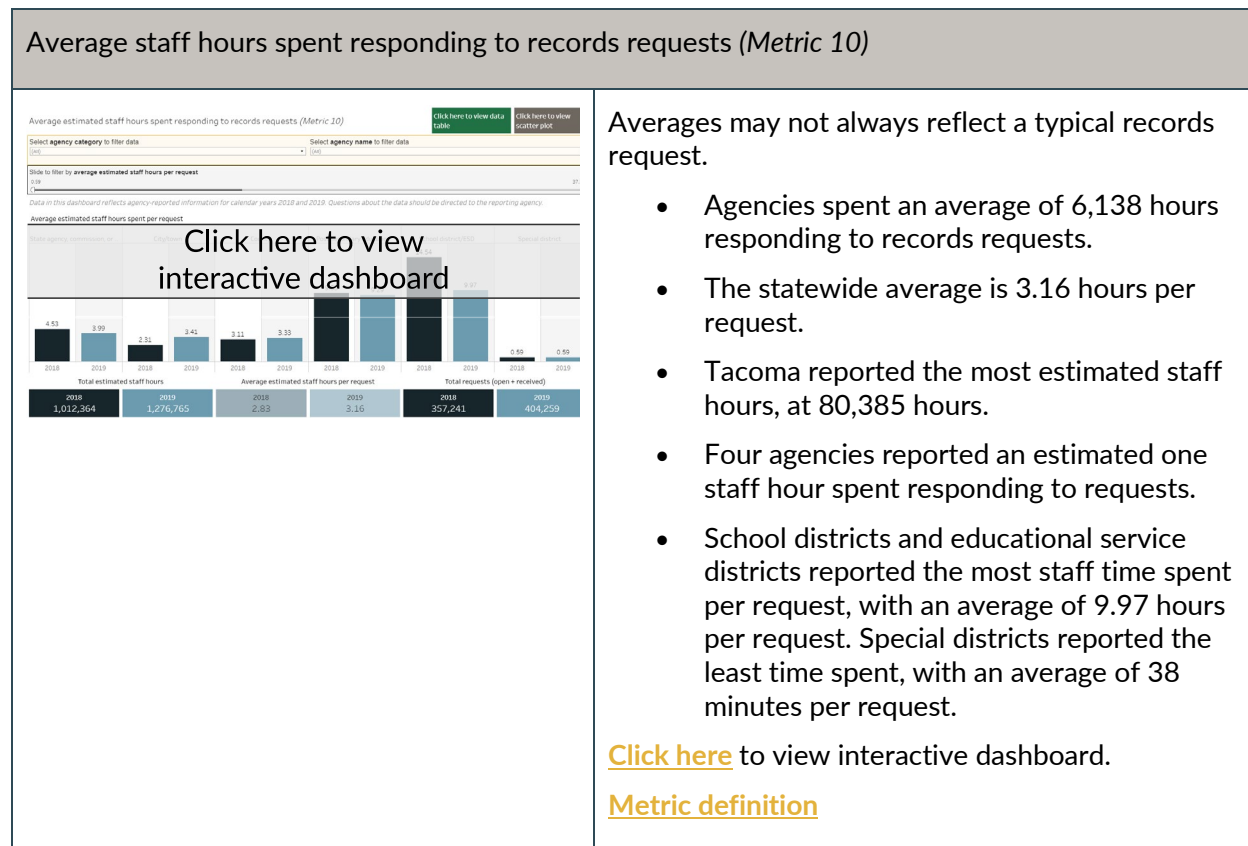 Average staff hours spent responding to records requests (Metric 10)
Average estimated staff hours spent responding to records requests (Metric 10)
Click here to view data
table
Click here to view
scatter plot
Select agency category to filter data
Select agency name to filter data
(All)
(All)
Slide to filter by average estimated staff hours per request
Data in this dashboard reflects agency-reported information for calendar years 2018 and 2019. Questions about the data should be directed to the reporting agency.
Average estimated staff hours spent per request
Click here to view
interactive dashboard
4.53
3.99
2.31
3.41
3.11
3.33
9.97
0.59
0.59
2018
2019
2018
2019
2018
2019
2018
2019
2018
2019
2018
2019
Total estimated staff hours
Average estimated staff hours per request
Total requests (open + received)
2018
2019
2018
2019
2018
2019
1,012,364
1,276,765
2.83
3.16
357,241
404,259
Averages may not always reflect a typical records
request.
• Agencies spent an average of 6,138 hours
responding to records requests.
• The statewide average is 3.16 hours per
request.
• Tacoma reported the most estimated staff
hours, at 80,385 hours.
• Four agencies reported an estimated one
staff hour spent responding to requests.
• School districts and educational service
districts reported the most staff time spent
per request, with an average of 9.97 hours
per request. Special districts reported the
least time spent, with an average of 38
minutes per request.
Click here to view interactive dashboard.
Metric definition